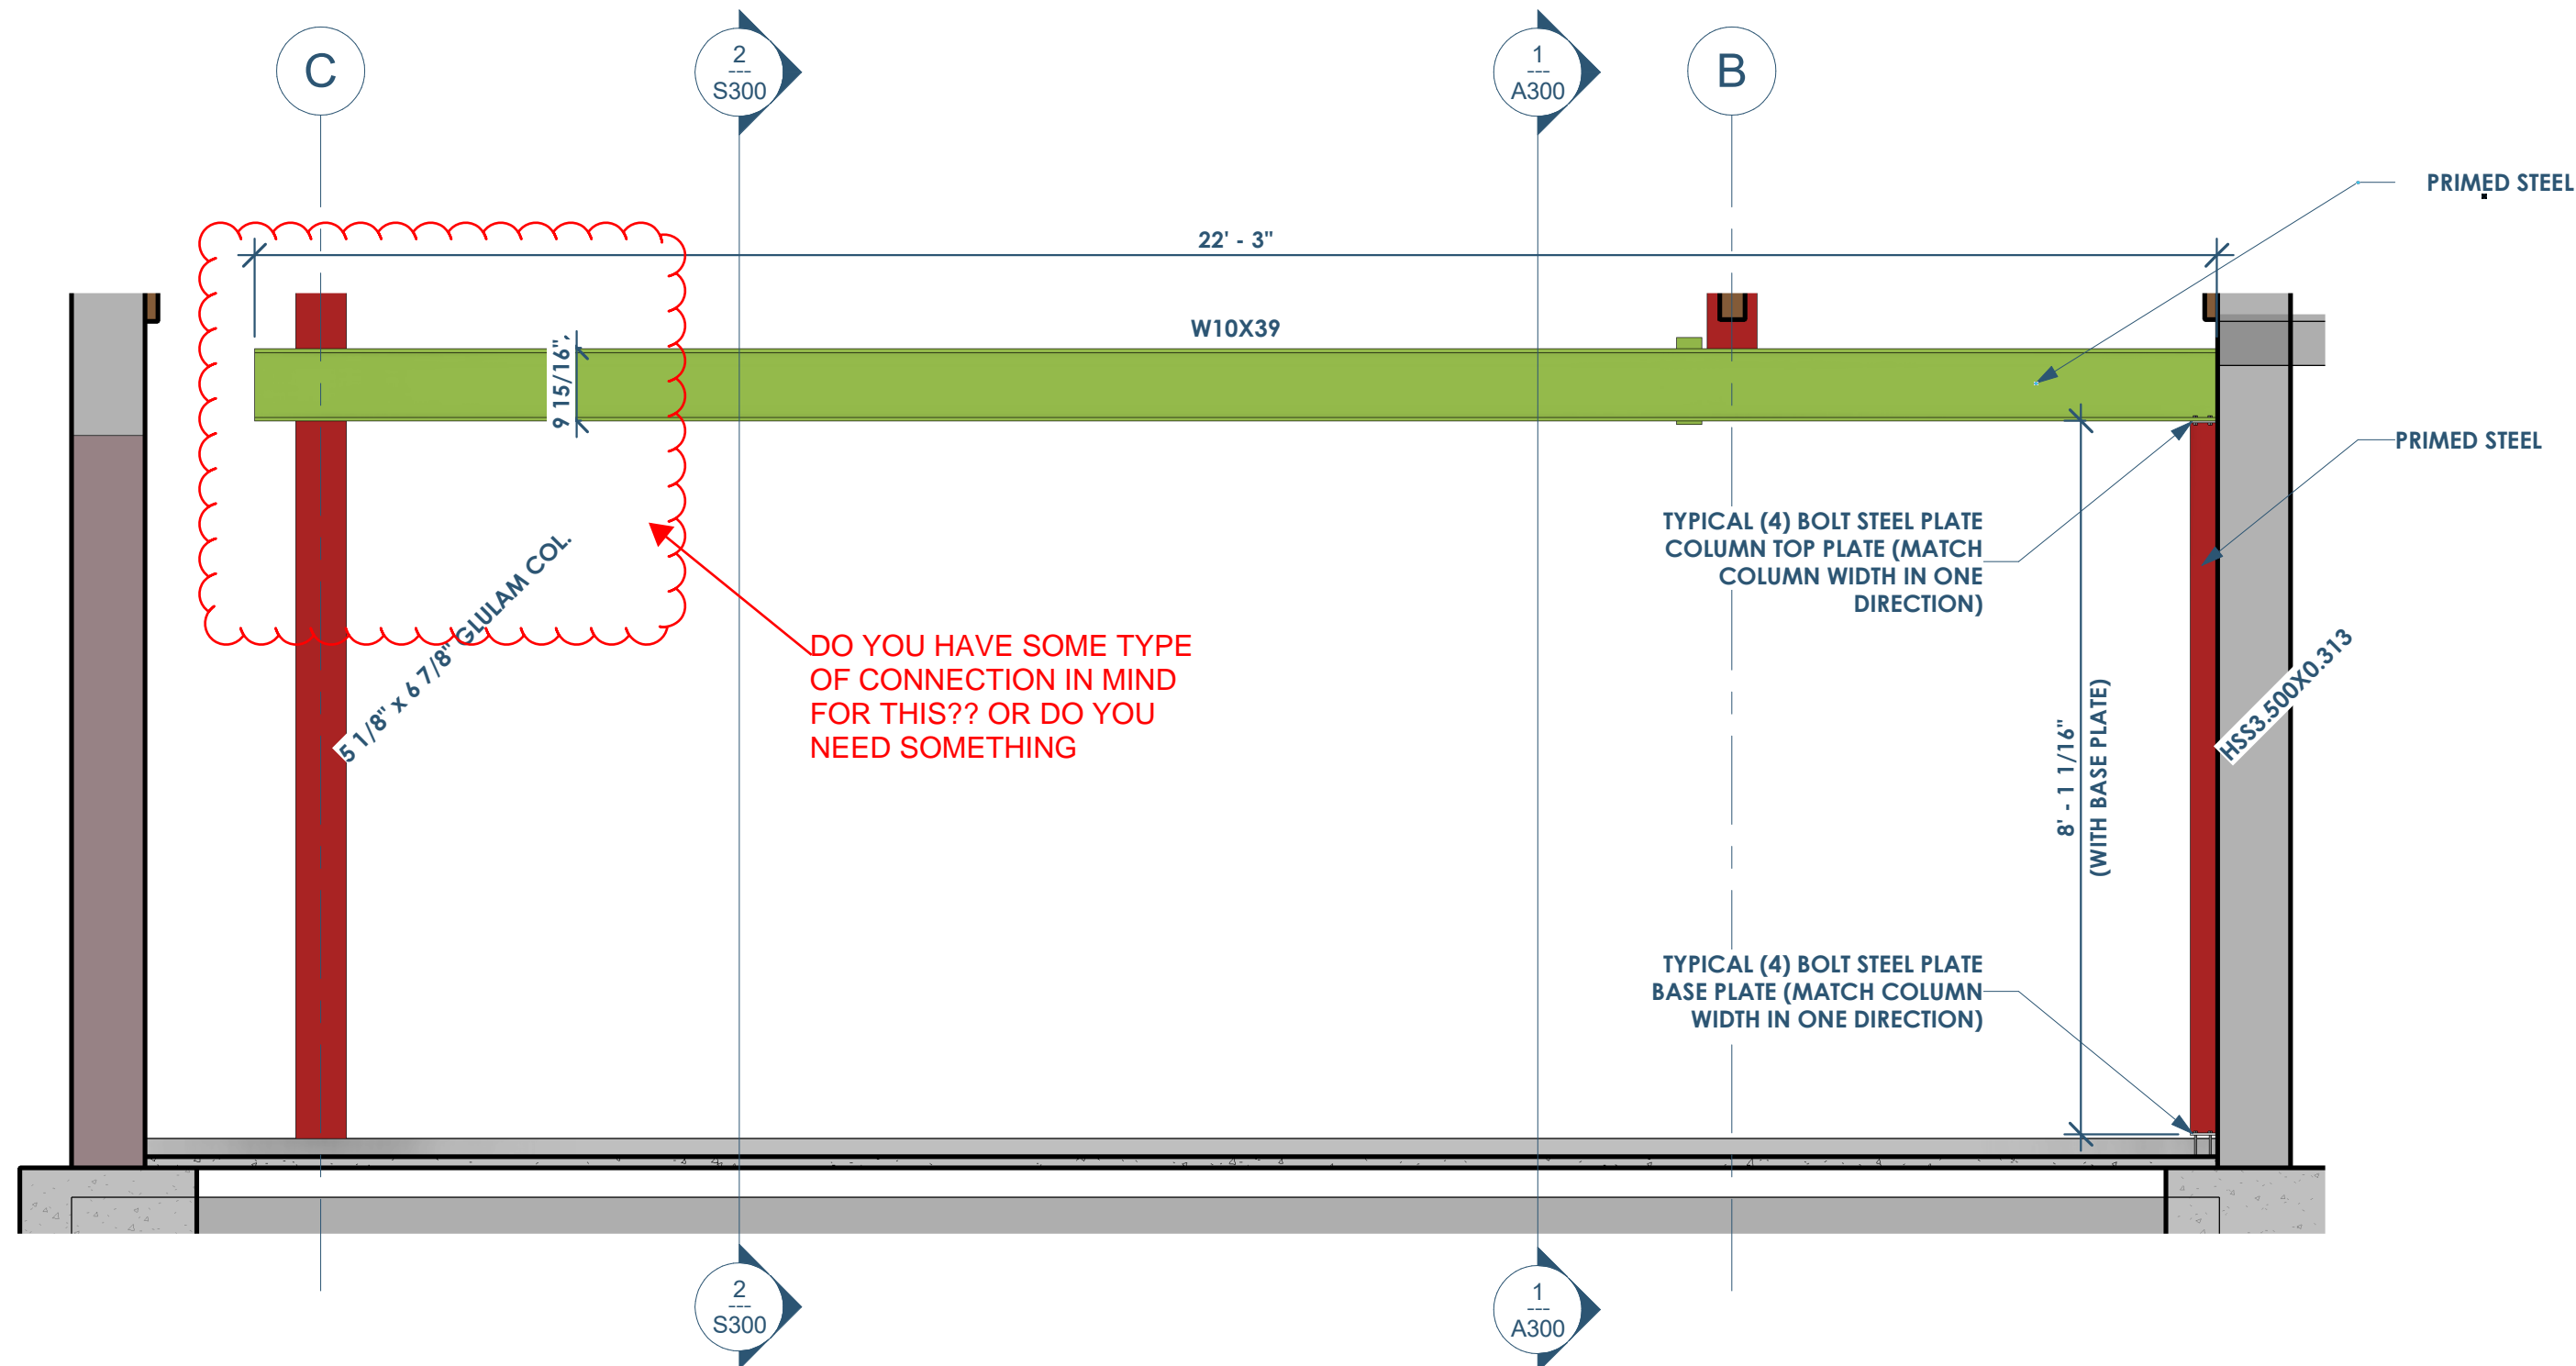 C
2
---
S300
1
---
A300
B
PRIMED STEEL
22' - 3"
W10X39
9 15/16",
PRIMED STEEL
TYPICAL (4) BOLT STEEL PLATE
COLUMN TOP PLATE (MATCH
COLUMN WIDTH IN ONE
DIRECTION)
5 1/8" x 6 7/8" GLULAM COL.
DO YOU HAVE SOME TYPE
OF CONNECTION IN MIND
FOR THIS?? OR DO YOU
NEED SOMETHING
HSS3.500X0.313
8' - 1 1/16"
(WITH BASE PLATE)
TYPICAL (4) BOLT STEEL PLATE
BASE PLATE (MATCH COLUMN
WIDTH IN ONE DIRECTION)
2
---
S300
1
---
A300